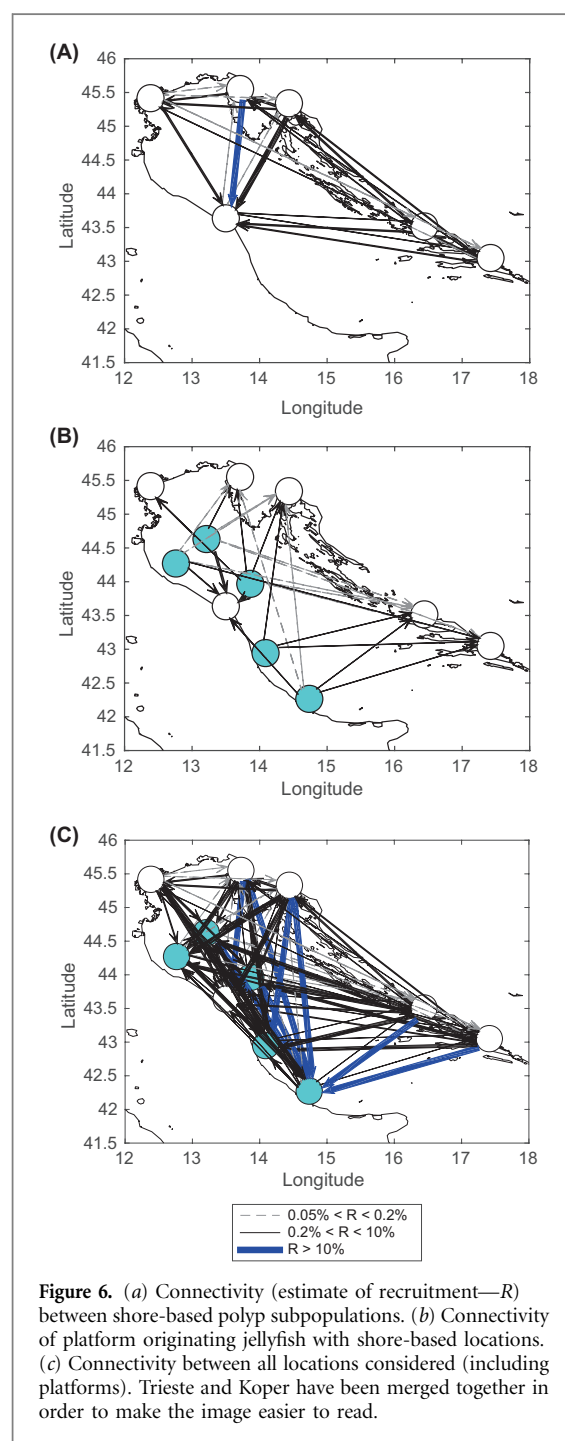 (A)
46
45.5
45
44.5
44
43.5
43
42.5
42
41.5
Latitude
12 13 14 15 16 17 18
Longitude
(B)
46
45.5
45
44.5
44
43.5
43
42.5
42
41.5
Latitude
12 13 14 15 16 17 18
(C)
46
45.5
45
44.5
44
43.5
43
42.5
42
41.5
Latitude
12 13 14 15 16 17 18
Longitude
0.05% < R < 0.2%
0.2% < R < 10%
R > 10%
Figure 6. (a) Connectivity (estimate of recruitment—R)
between shore-based polyp subpopulations. (b) Connectivity
of platform originating jellyfish with shore-based locations.
(c) Connectivity between all locations considered (including
platforms). Trieste and Koper have been merged together in
order to make the image easier to read.